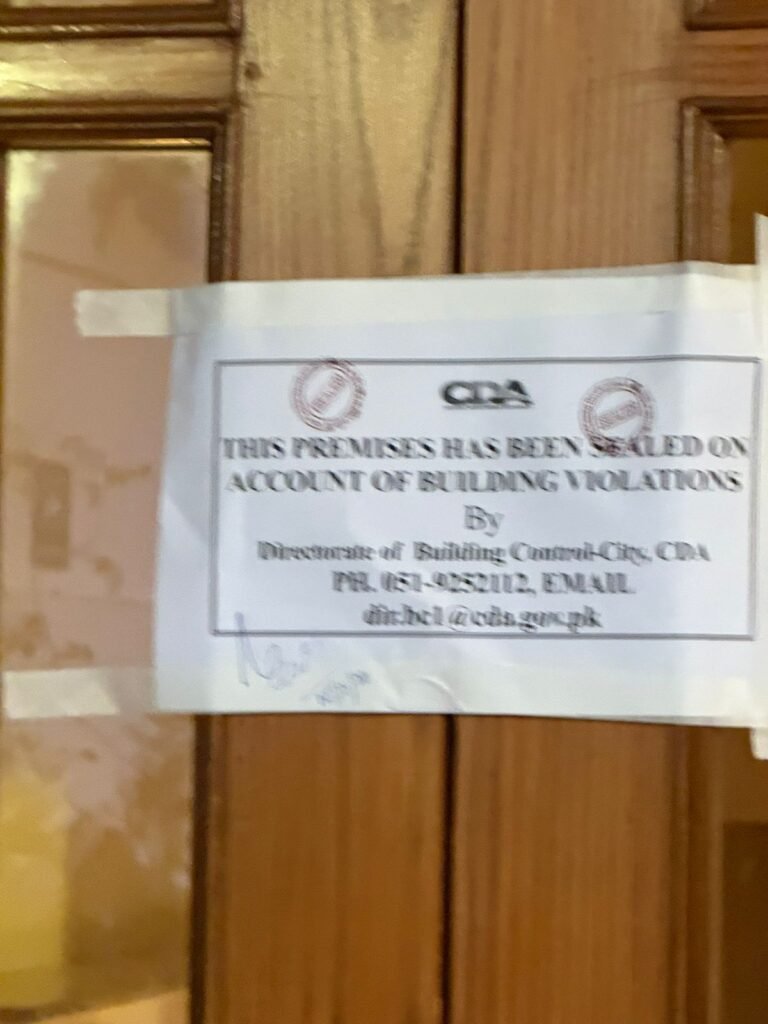 CDA
THIS PREMISES HAS BEEN SEALED ON
ACCOUNT OF BUILDING VIOLATIONS
By
Directorate of Building Control-City, CDA
PH. 051-9252112, EMAIL
dir.bc1@cda.gov.pk